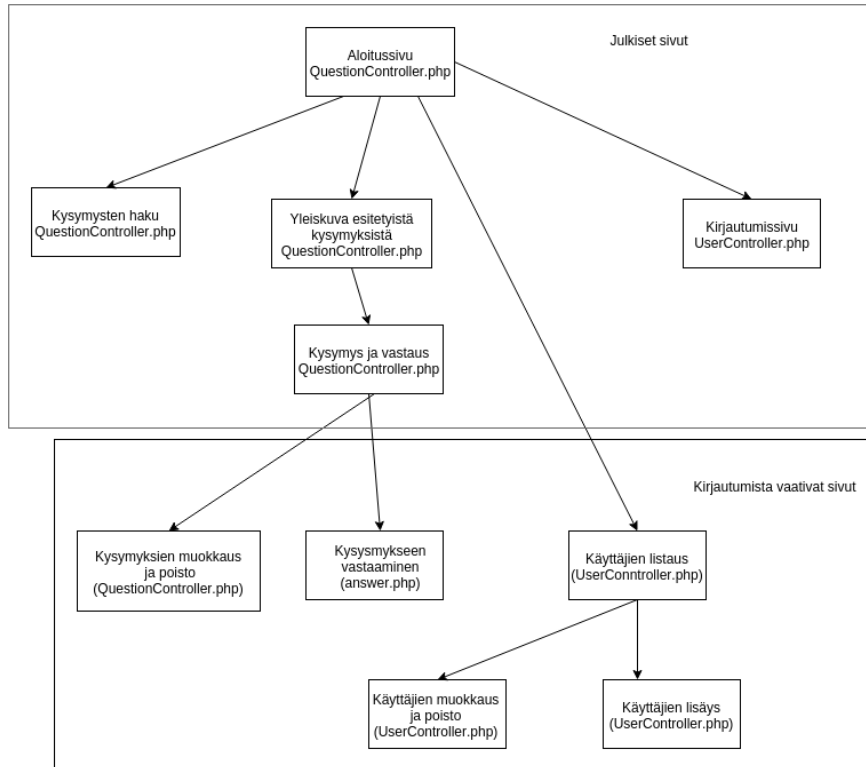 Julkiset sivut
Aloitussivu
QuestionController.php
Kysymysten haku
QuestionController.php
Yleiskuva esitetyistä
kysymyksistä
QuestionController.php
Kirjautumissivu
UserController.php
Kysymys ja vastaus
QuestionController.php
Kirjautumista vaativat sivut
Kysymyksien muokkaus
ja poisto
(QuestionController.php)
Kysysmykseen
vastaaminen
(answer.php)
Käyttäjien listaus
(UserConntroller.php)
Käyttäjien muokkaus
ja poisto
(UserController.php)
Käyttäjien lisäys
(UserController.php)